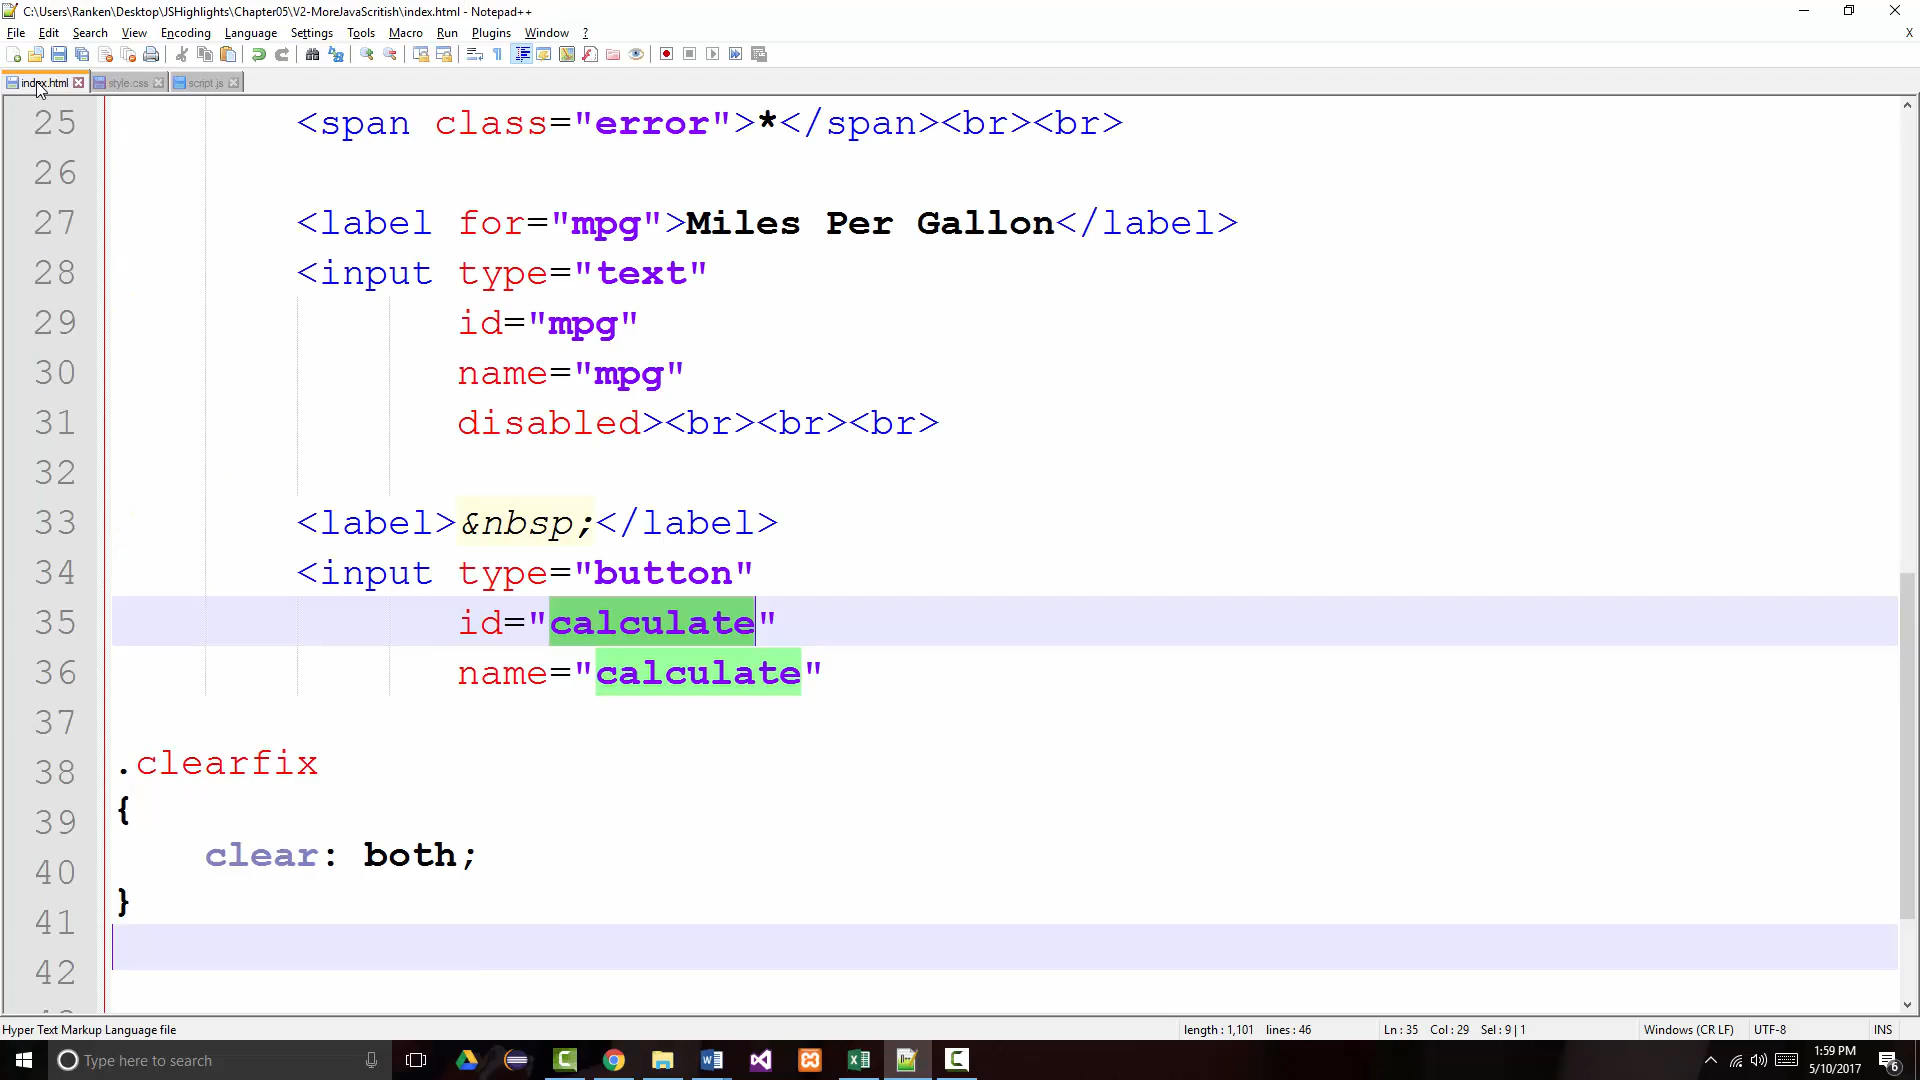 C:\Users\Ranken\Desktop\JSHighlights\Chapter05\V2-MoreJavaScritish\index.html - Notepad++
File Edit Search View Encoding Language Settings Tools Macro Run Plugins Window ? X
index.html style.css script.js
25 <span class="error">*</span><br><br>
26
27 <label for="mpg">Miles Per Gallon</label>
28 <input type="text"
29 id="mpg"
30 name="mpg"
31 disabled><br><br><br>
32
33 <label>&nbsp;</label>
34 <input type="button"
35 id="calculate"
36 name="calculate"
37
38 .clearfix
39 {
40 clear: both;
41 }
42
Hyper Text Markup Language file length : 1,101 lines : 46 Ln : 35 Col : 29 Sel : 9 | 1 Windows (CR LF) UTF-8 INS
Type here to search 1:59 PM
5/10/2017 6